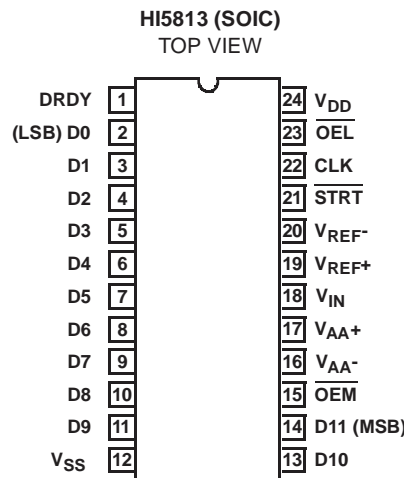 HI5813 (SOIC)
TOP VIEW
DRDY 1 24 VDD
(LSB) D0 2 23 OEL
D1 3 22 CLK
D2 4 21 STRT
D3 5 20 VREF-
D4 6 19 VREF+
D5 7 18 VIN
D6 8 17 VAA+
D7 9 16 VAA-
D8 10 15 OEM
D9 11 14 D11 (MSB)
VSS 12 13 D10